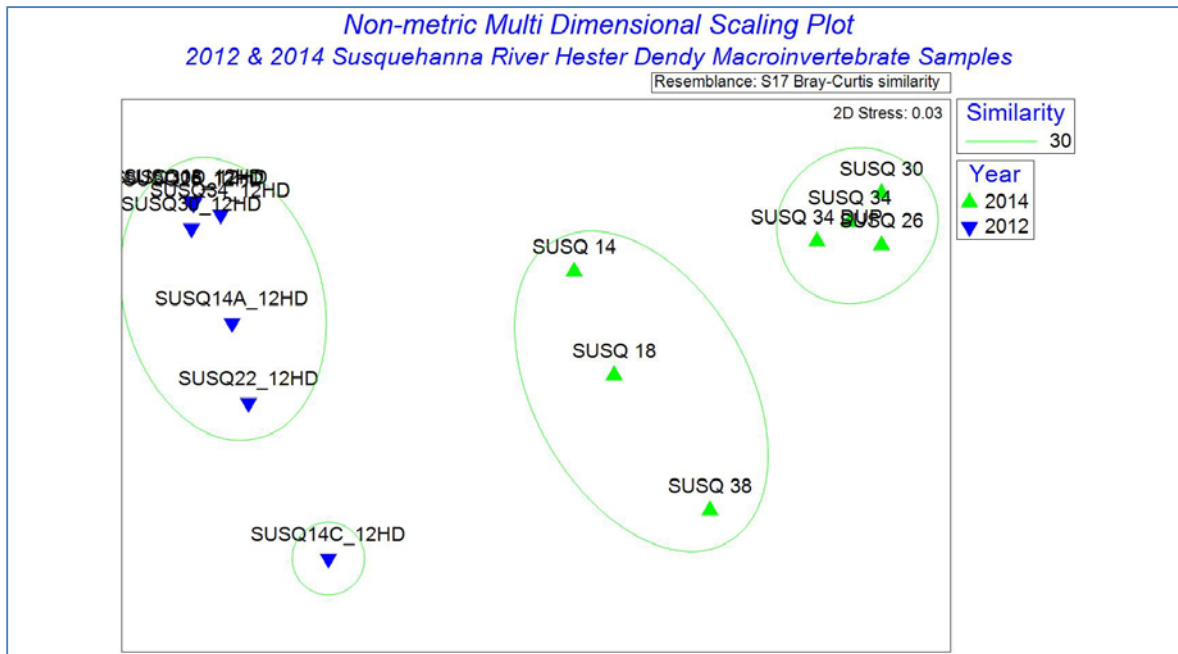 Non-metric Multi Dimensional Scaling Plot
2012 & 2014 Susquehanna River Hester Dendy Macroinvertebrate Samples
Resemblance: S17 Bray-Curtis similarity
2D Stress: 0.03
Similarity
30
Year
2014
2012
SUSQ34_12HD
SUSQ30_12HD
SUSQ14A_12HD
SUSQ22_12HD
SUSQ14C_12HD
SUSQ 14
SUSQ 18
SUSQ 38
SUSQ 30
SUSQ 34
SUSQ 34 DUP
SUSQ 26